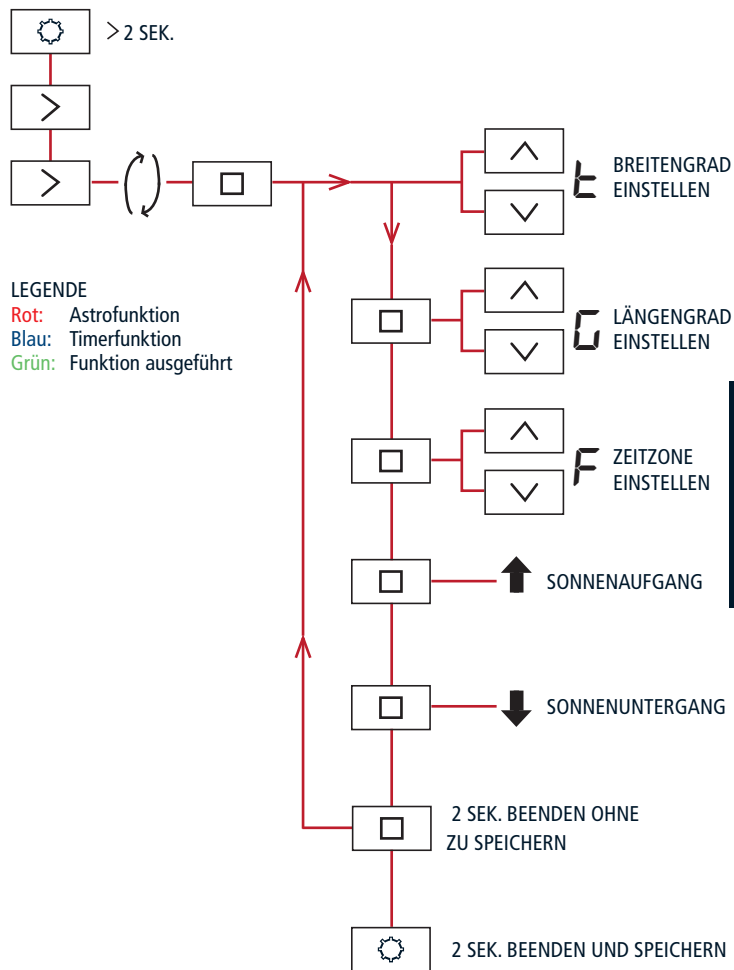 > 2 SEK.
t BREITENGRAD
EINSTELLEN
LEGENDE
Rot: Astrofunktion
Blau: Timerfunktion
Grün: Funktion ausgeführt
G LÄNGENGRAD
EINSTELLEN
F ZEITZONE
EINSTELLEN
SONNENAUFGANG
SONNENUNTERGANG
2 SEK. BEENDEN OHNE
ZU SPEICHERN
2 SEK. BEENDEN UND SPEICHERN